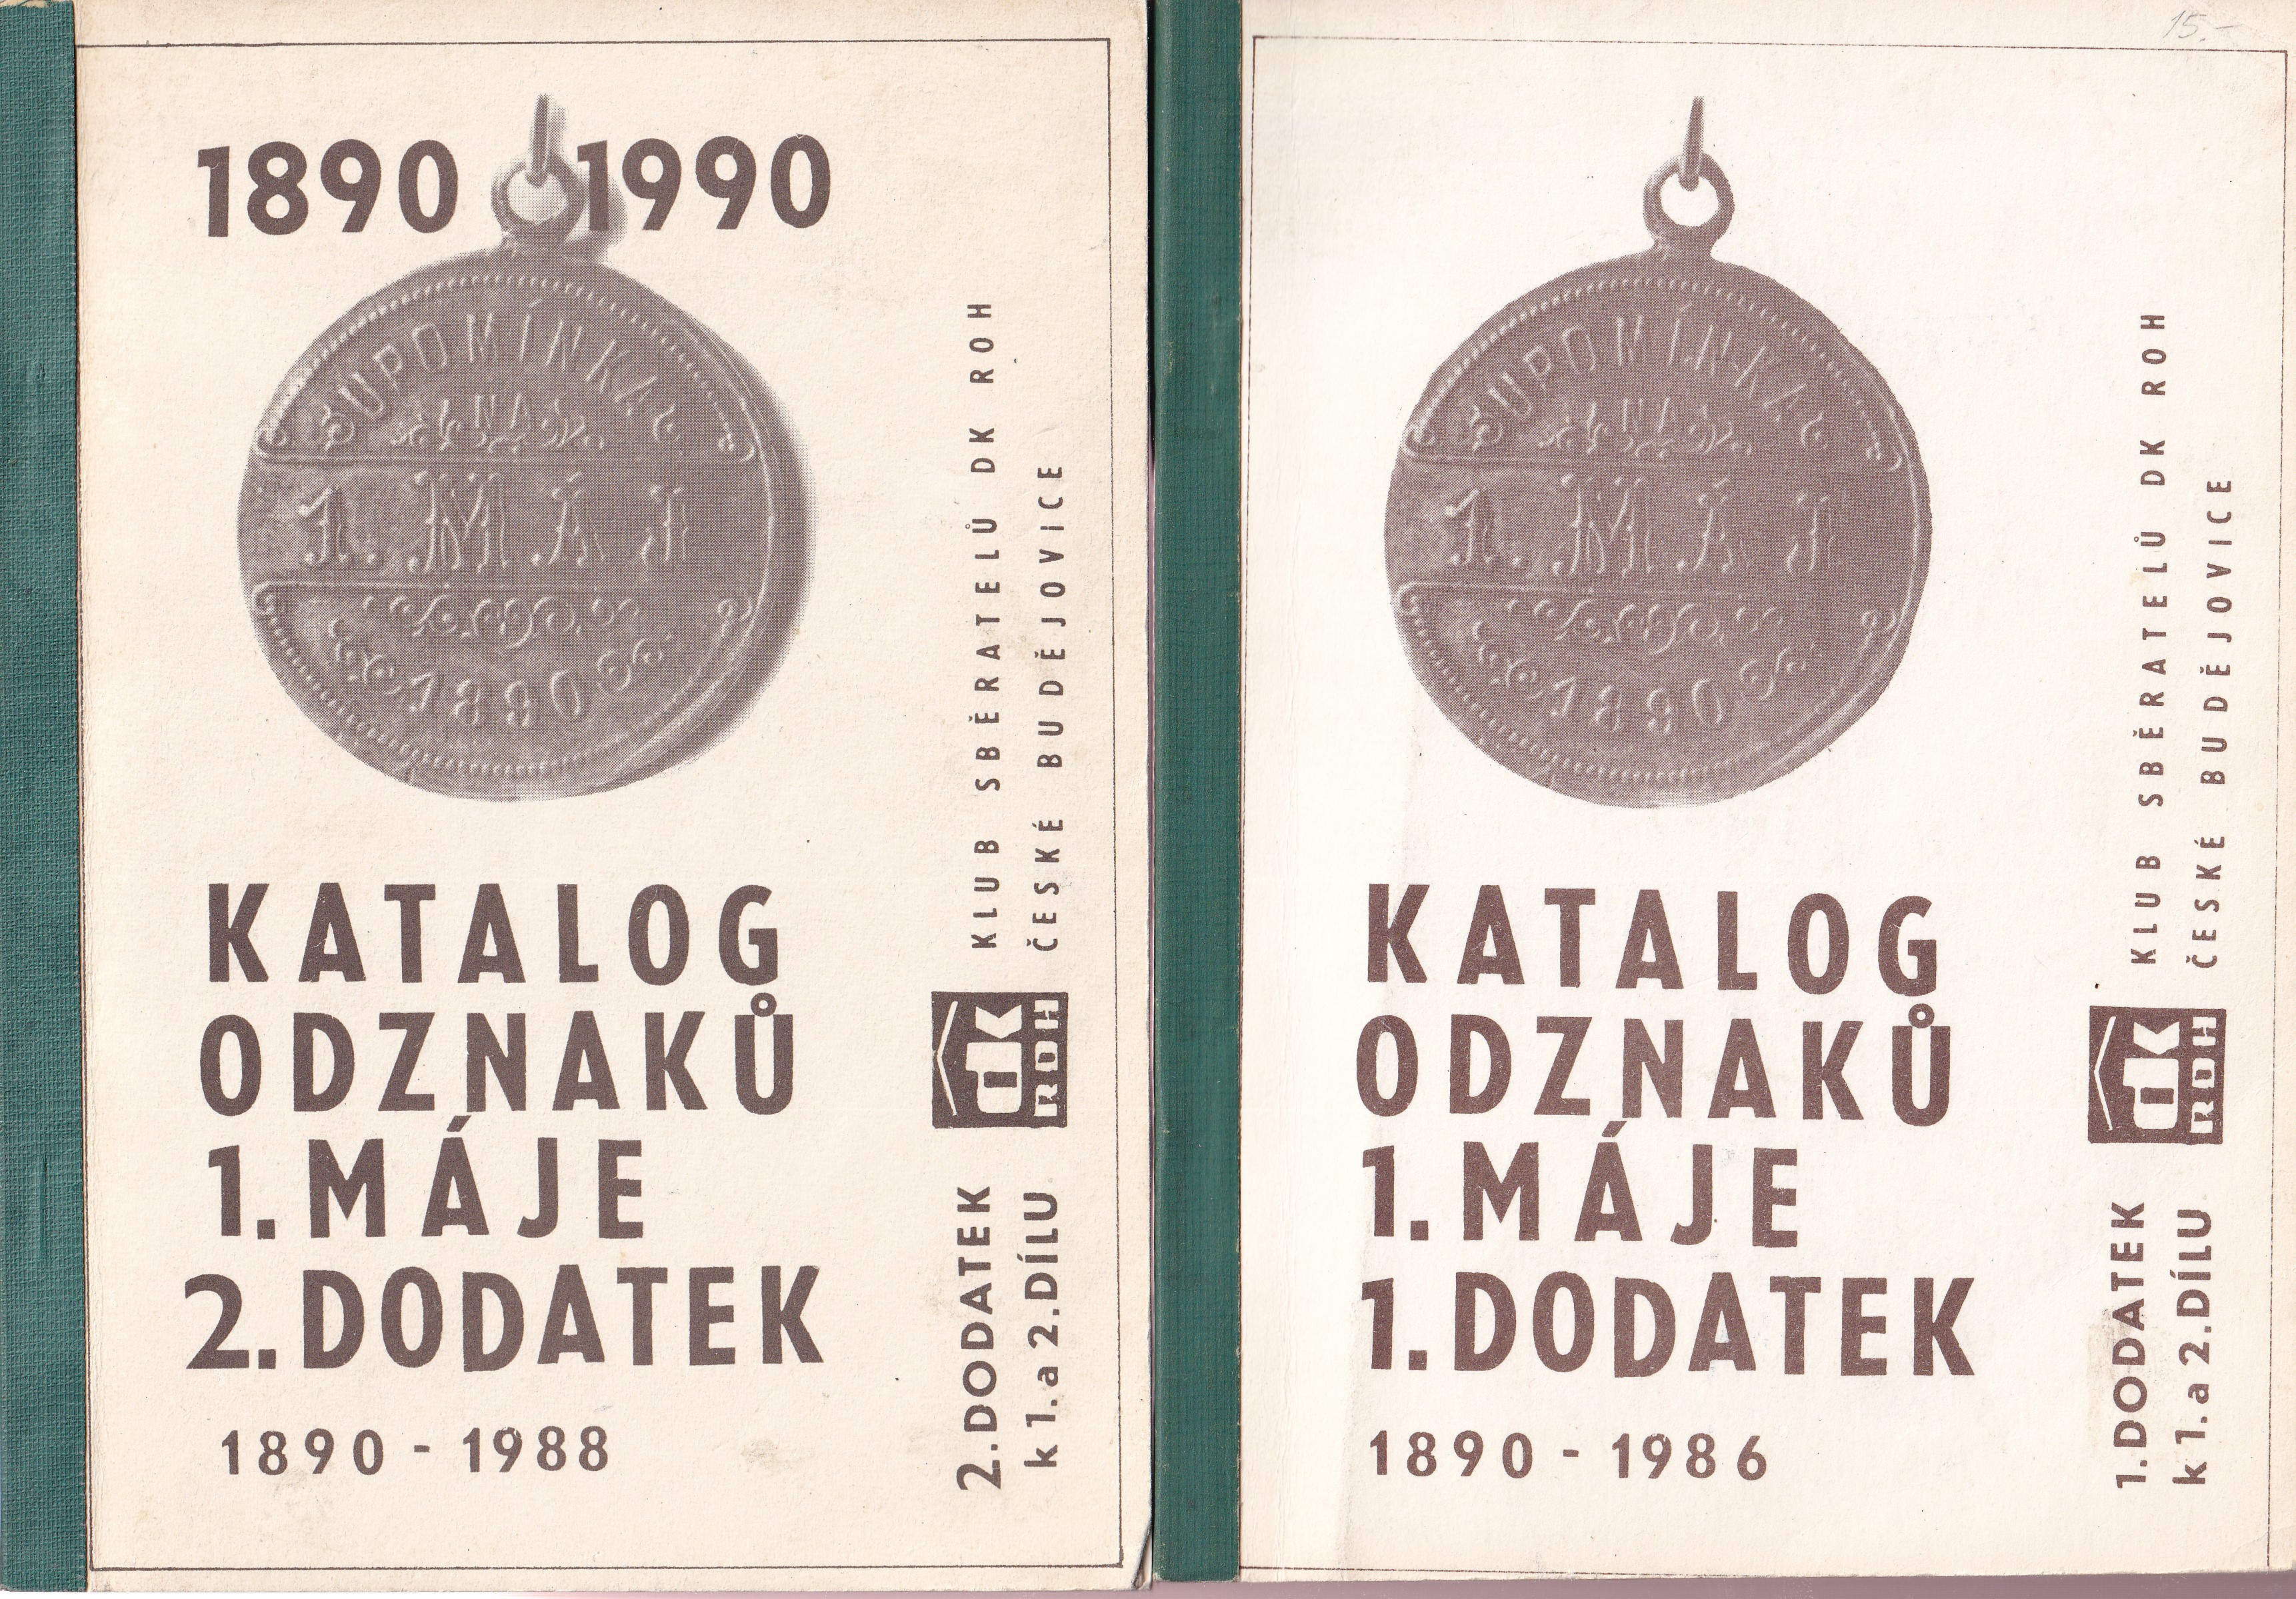 1890 1990
UPOMÍNKA
NA
1. MÁJ
1890
KATALOG
ODZNAKŮ
1. MÁJE
2. DODATEK
1890 - 1988
KLUB SBĚRATELŮ DK ROH
ČESKÉ BUDĚJOVICE
DK
ROH
2. DODATEK
k 1. a 2. DÍLU
15.-
UPOMÍNKA
NA
1. MÁJ
1890
KATALOG
ODZNAKŮ
1. MÁJE
1. DODATEK
1890 - 1986
KLUB SBĚRATELŮ DK ROH
ČESKÉ BUDĚJOVICE
DK
ROH
1. DODATEK
k 1. a 2. DÍLU